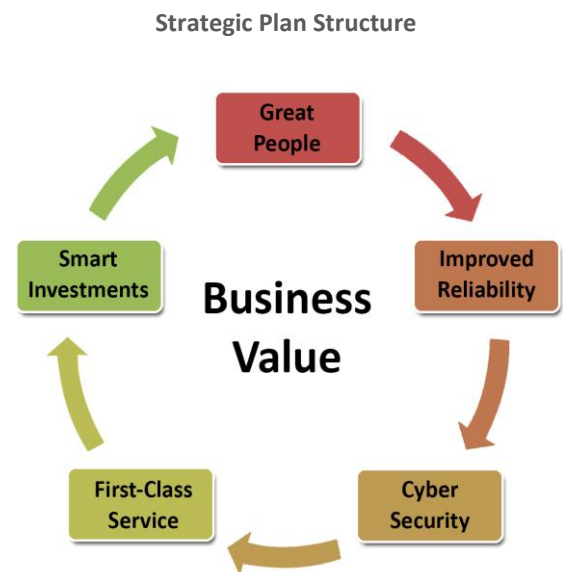 Strategic Plan Structure
Great
People
Improved
Reliability
Cyber
Security
First-Class
Service
Smart
Investments
Business
Value